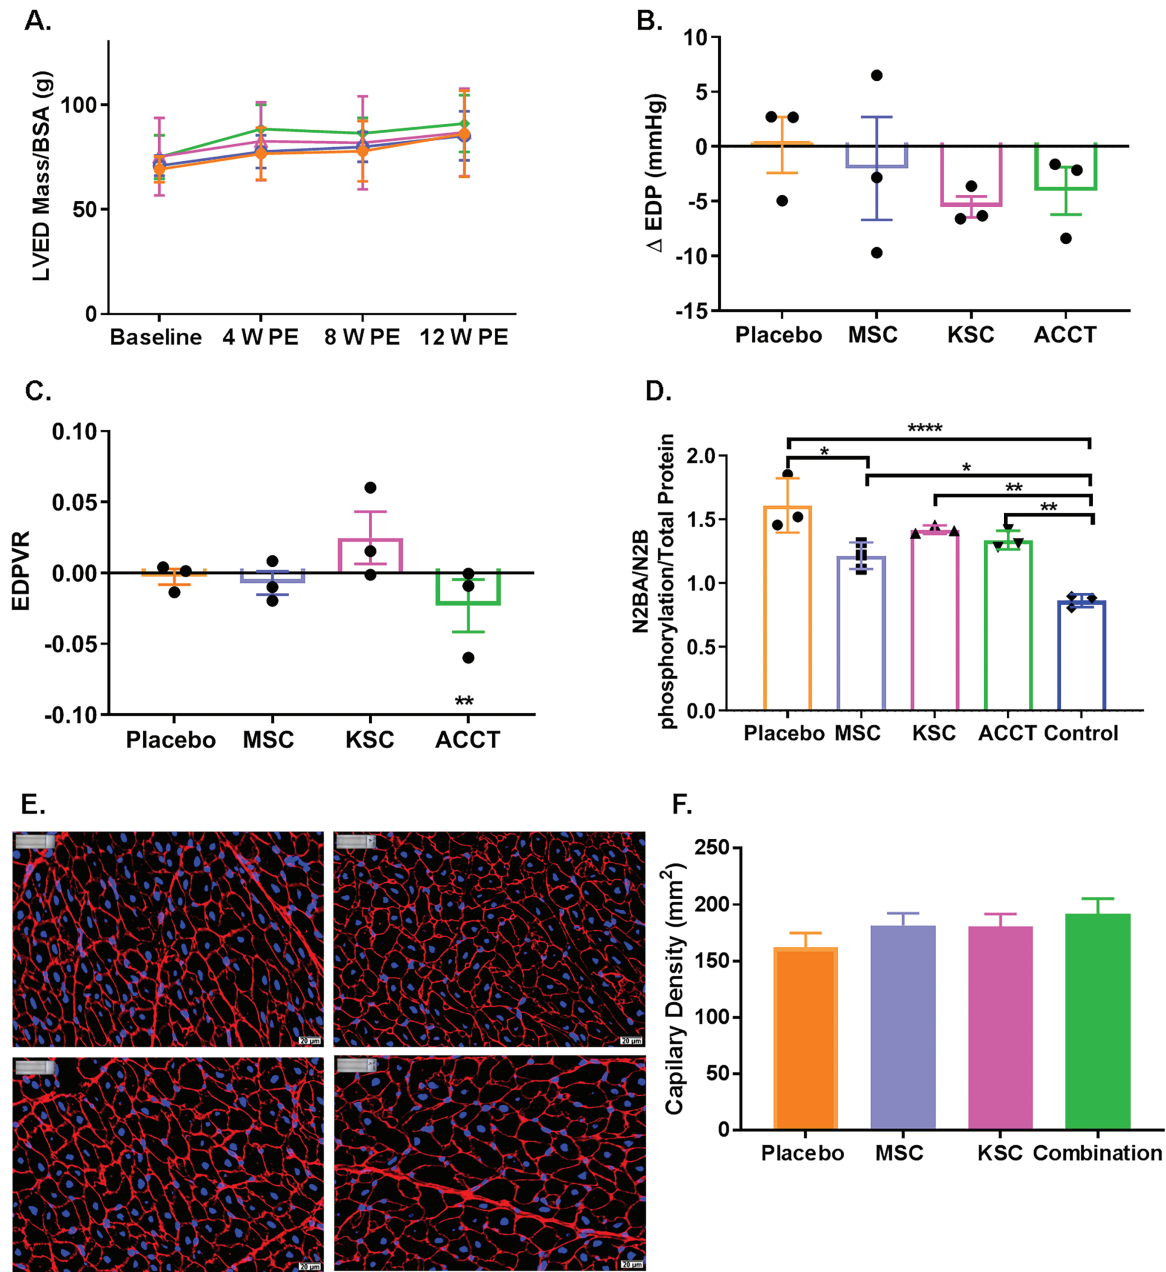 A.
LVED Mass/BSA (g)
100
50
0
Baseline 4 W PE 8 W PE 12 W PE
B.
Δ EDP (mmHg)
10
5
0
-5
-10
-15
Placebo MSC KSC ACCT
C.
EDPVR
0.10
0.05
0.00
-0.05
-0.10
**
Placebo MSC KSC ACCT
D.
N2BA/N2B
phosphorylation/Total Protein
2.0
1.5
1.0
0.5
0.0
****
*
*
**
**
Placebo MSC KSC ACCT Control
E.
20 μm
20 μm
20 μm
20 μm
F.
Capilary Density (mm²)
250
200
150
100
50
0
Placebo MSC KSC Combination